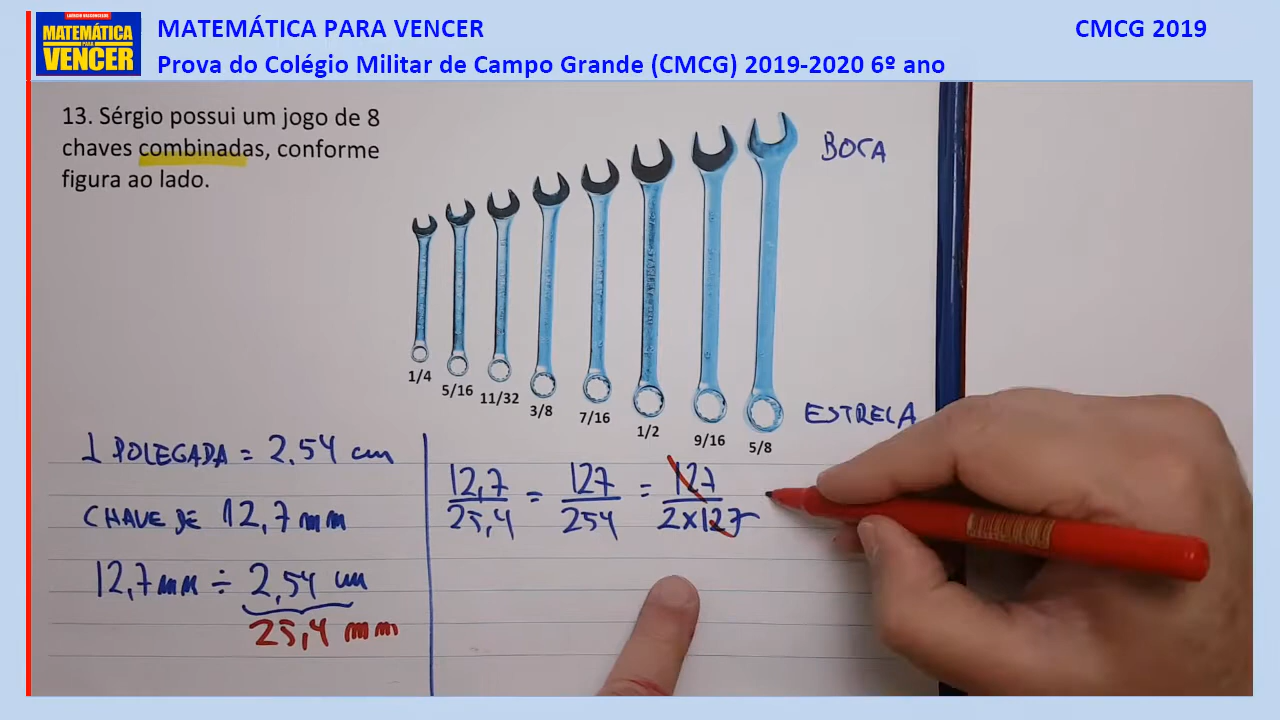 LAÉRCIO VASCONCELOS
MATEMÁTICA
PARA
VENCER
MATEMÁTICA PARA VENCER
CMCG 2019
Prova do Colégio Militar de Campo Grande (CMCG) 2019-2020 6º ano
13. Sérgio possui um jogo de 8
chaves combinadas, conforme
figura ao lado.
BOCA
1/4
5/16
11/32
3/8
7/16
1/2
9/16
5/8
ESTRELA
1 POLEGADA = 2,54 cm
CHAVE DE 12,7 mm
12,7 mm ÷ 2,54 cm
25,4 mm
12,7/25,4 = 127/254 = 127/2x127